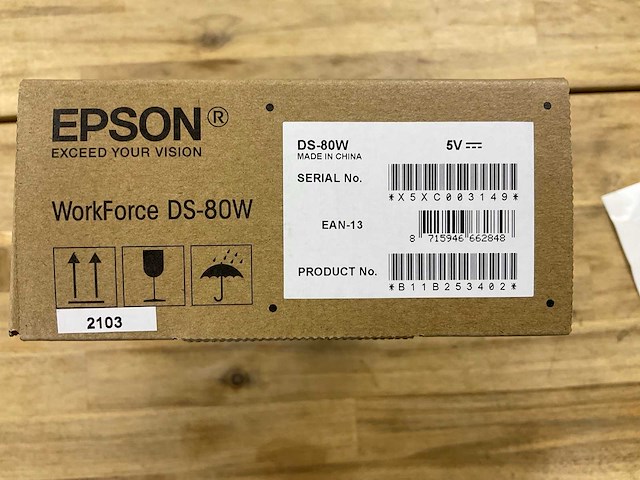 EPSON®
EXCEED YOUR VISION
WorkForce DS-80W
2103
DS-80W 5V
MADE IN CHINA
SERIAL No.
*X5XC003149*
EAN-13
8 715946 662848
PRODUCT No.
*B11B253402*